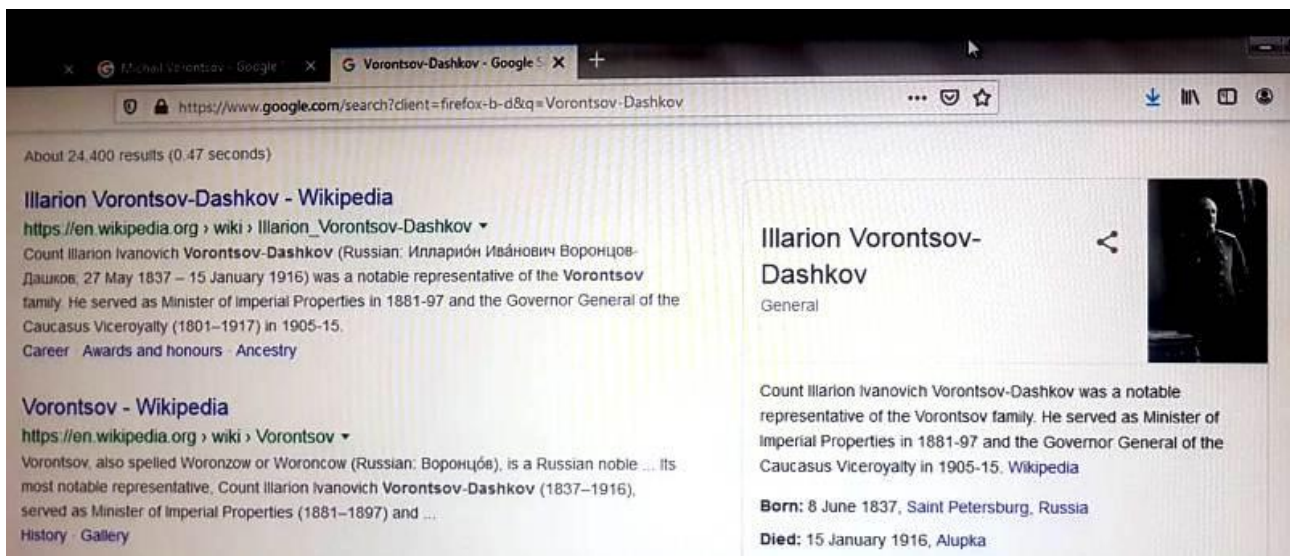 Michail Vorontsov - Google
Vorontsov-Dashkov - Google S
https://www.google.com/search?client=firefox-b-d&q=Vorontsov-Dashkov
About 24.400 results (0.47 seconds)
Illarion Vorontsov-Dashkov - Wikipedia
https://en.wikipedia.org › wiki › Illarion_Vorontsov-Dashkov
Count Illarion Ivanovich Vorontsov-Dashkov (Russian: Илларио́н Ива́нович Воронцов-
Дашков; 27 May 1837 – 15 January 1916) was a notable representative of the Vorontsov
family. He served as Minister of Imperial Properties in 1881-97 and the Governor General of the
Caucasus Viceroyalty (1801–1917) in 1905-15.
Career · Awards and honours · Ancestry
Vorontsov - Wikipedia
https://en.wikipedia.org › wiki › Vorontsov
Vorontsov, also spelled Woronzow or Woroncow (Russian: Воронцо́в), is a Russian noble ... Its
most notable representative, Count Illarion Ivanovich Vorontsov-Dashkov (1837–1916),
served as Minister of Imperial Properties (1881–1897) and ...
History · Gallery
Illarion Vorontsov-
Dashkov
General
Count Illarion Ivanovich Vorontsov-Dashkov was a notable
representative of the Vorontsov family. He served as Minister of
Imperial Properties in 1881-97 and the Governor General of the
Caucasus Viceroyalty in 1905-15. Wikipedia
Born: 8 June 1837, Saint Petersburg, Russia
Died: 15 January 1916, Alupka